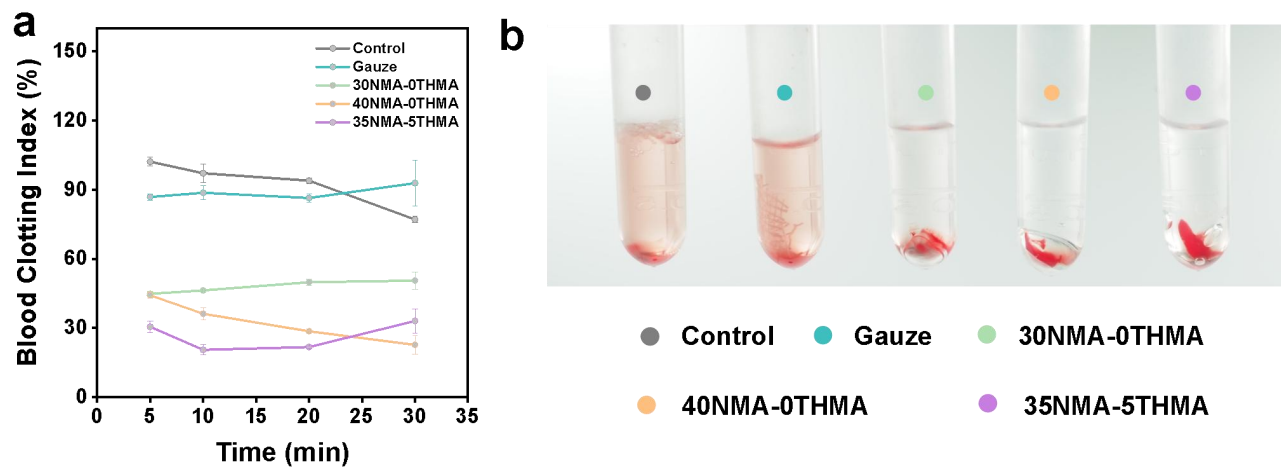 a
Blood Clotting Index (%)
150
120
90
60
30
0
0 5 10 15 20 25 30 35
Time (min)
Control
Gauze
30NMA-0THMA
40NMA-0THMA
35NMA-5THMA
b
Control Gauze 30NMA-0THMA
40NMA-0THMA 35NMA-5THMA